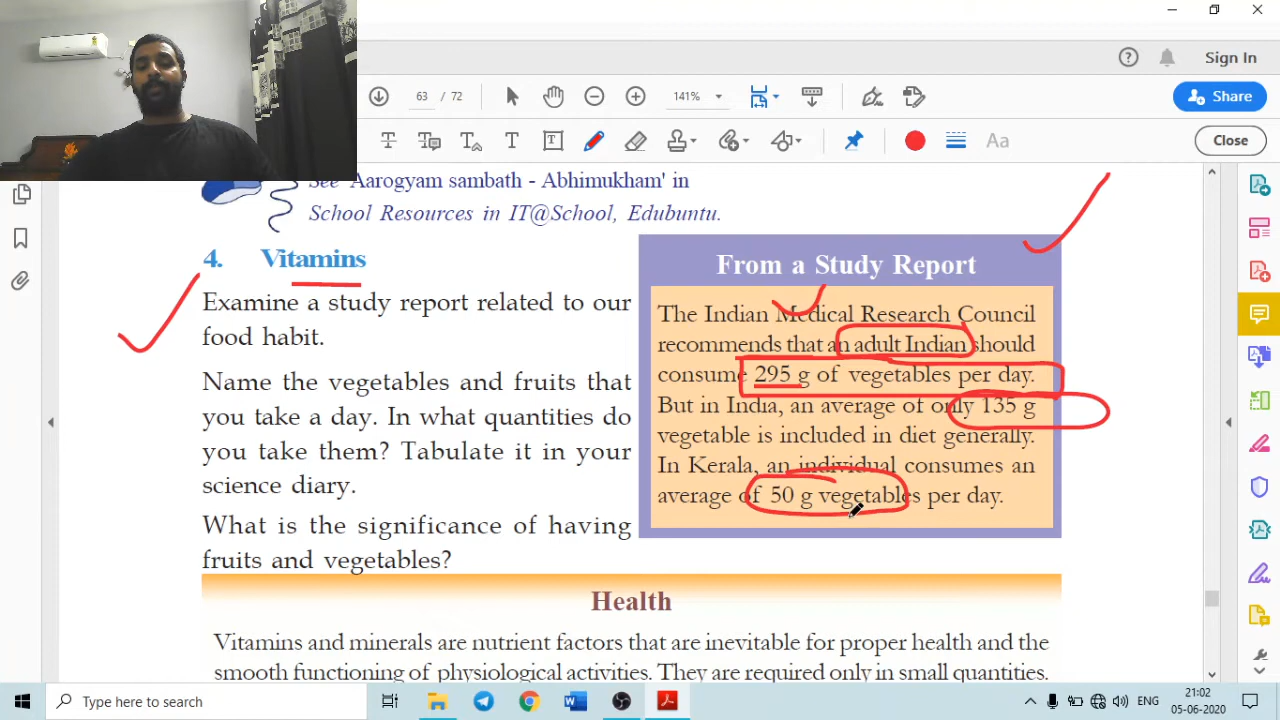 Sign In
63 / 72
141%
Share
T
T
T
T
T
Aa
Close
See 'Aarogyam sambath - Abhimukham' in
School Resources in IT@School, Edubuntu.
4. Vitamins
Examine a study report related to our
food habit.
Name the vegetables and fruits that
you take a day. In what quantities do
you take them? Tabulate it in your
science diary.
What is the significance of having
fruits and vegetables?
From a Study Report
The Indian Medical Research Council
recommends that an adult Indian should
consume 295 g of vegetables per day.
But in India, an average of only 135 g
vegetable is included in diet generally.
In Kerala, an individual consumes an
average of 50 g vegetables per day.
Health
Vitamins and minerals are nutrient factors that are inevitable for proper health and the
smooth functioning of physiological activities. They are required only in small quantities.
Type here to search
ENG
21:02
05-06-2020